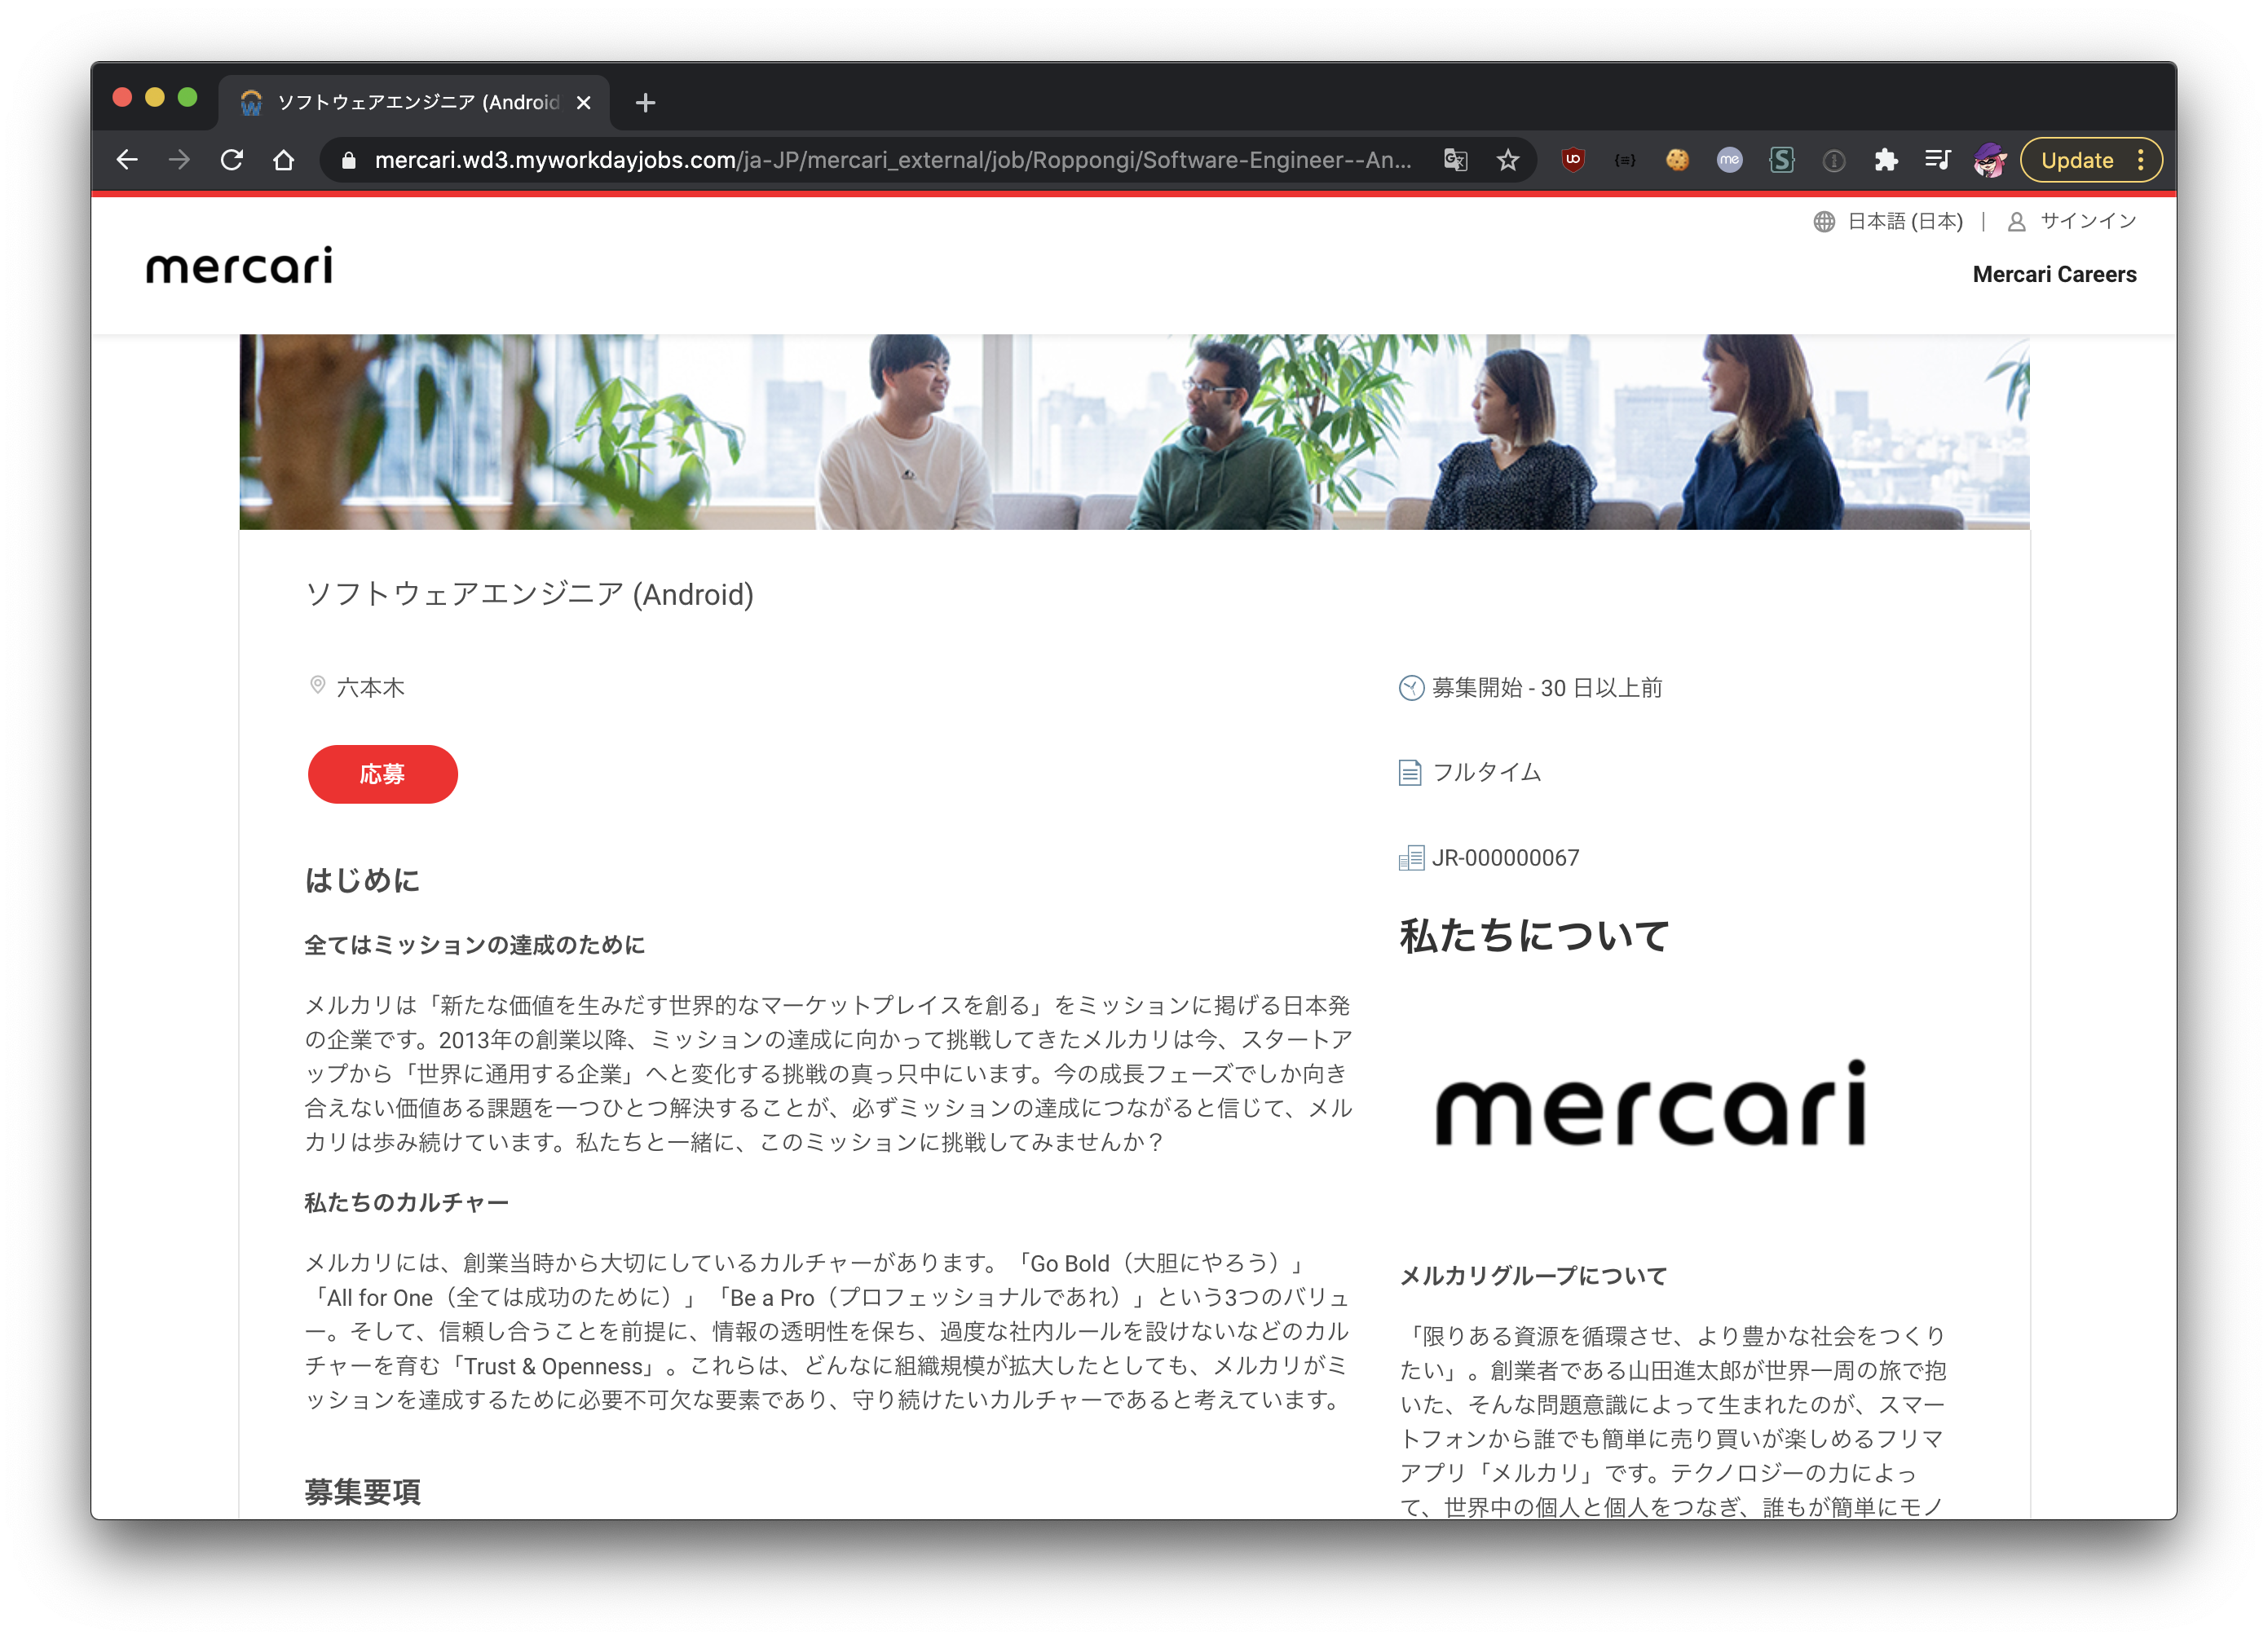 ソフトウェアエンジニア (Android
mercari.wd3.myworkdayjobs.com/ja-JP/mercari_external/job/Roppongi/Software-Engineer--An...
me
S
Update
日本語 (日本) | サインイン
mercari
Mercari Careers
ソフトウェアエンジニア (Android)
六本木
応募
はじめに
全てはミッションの達成のために
メルカリは「新たな価値を生みだす世界的なマーケットプレイスを創る」をミッションに掲げる日本発
の企業です。2013年の創業以降、ミッションの達成に向かって挑戦してきたメルカリは今、スタートア
ップから「世界に通用する企業」へと変化する挑戦の真っ只中にいます。今の成長フェーズでしか向き
合えない価値ある課題を一つひとつ解決することが、必ずミッションの達成につながると信じて、メル
カリは歩み続けています。私たちと一緒に、このミッションに挑戦してみませんか？
私たちのカルチャー
メルカリには、創業当時から大切にしているカルチャーがあります。「Go Bold（大胆にやろう）」
「All for One（全ては成功のために）」「Be a Pro（プロフェッショナルであれ）」という3つのバリュ
ー。そして、信頼し合うことを前提に、情報の透明性を保ち、過度な社内ルールを設けないなどのカル
チャーを育む「Trust & Openness」。これらは、どんなに組織規模が拡大したとしても、メルカリがミ
ッションを達成するために必要不可欠な要素であり、守り続けたいカルチャーであると考えています。
募集要項
募集開始 - 30 日以上前
フルタイム
JR-000000067
私たちについて
mercari
メルカリグループについて
「限りある資源を循環させ、より豊かな社会をつくり
たい」。創業者である山田進太郎が世界一周の旅で抱
いた、そんな問題意識によって生まれたのが、スマー
トフォンから誰でも簡単に売り買いが楽しめるフリマ
アプリ「メルカリ」です。テクノロジーの力によっ
て、世界中の個人と個人をつなぎ、誰もが簡単にモノ